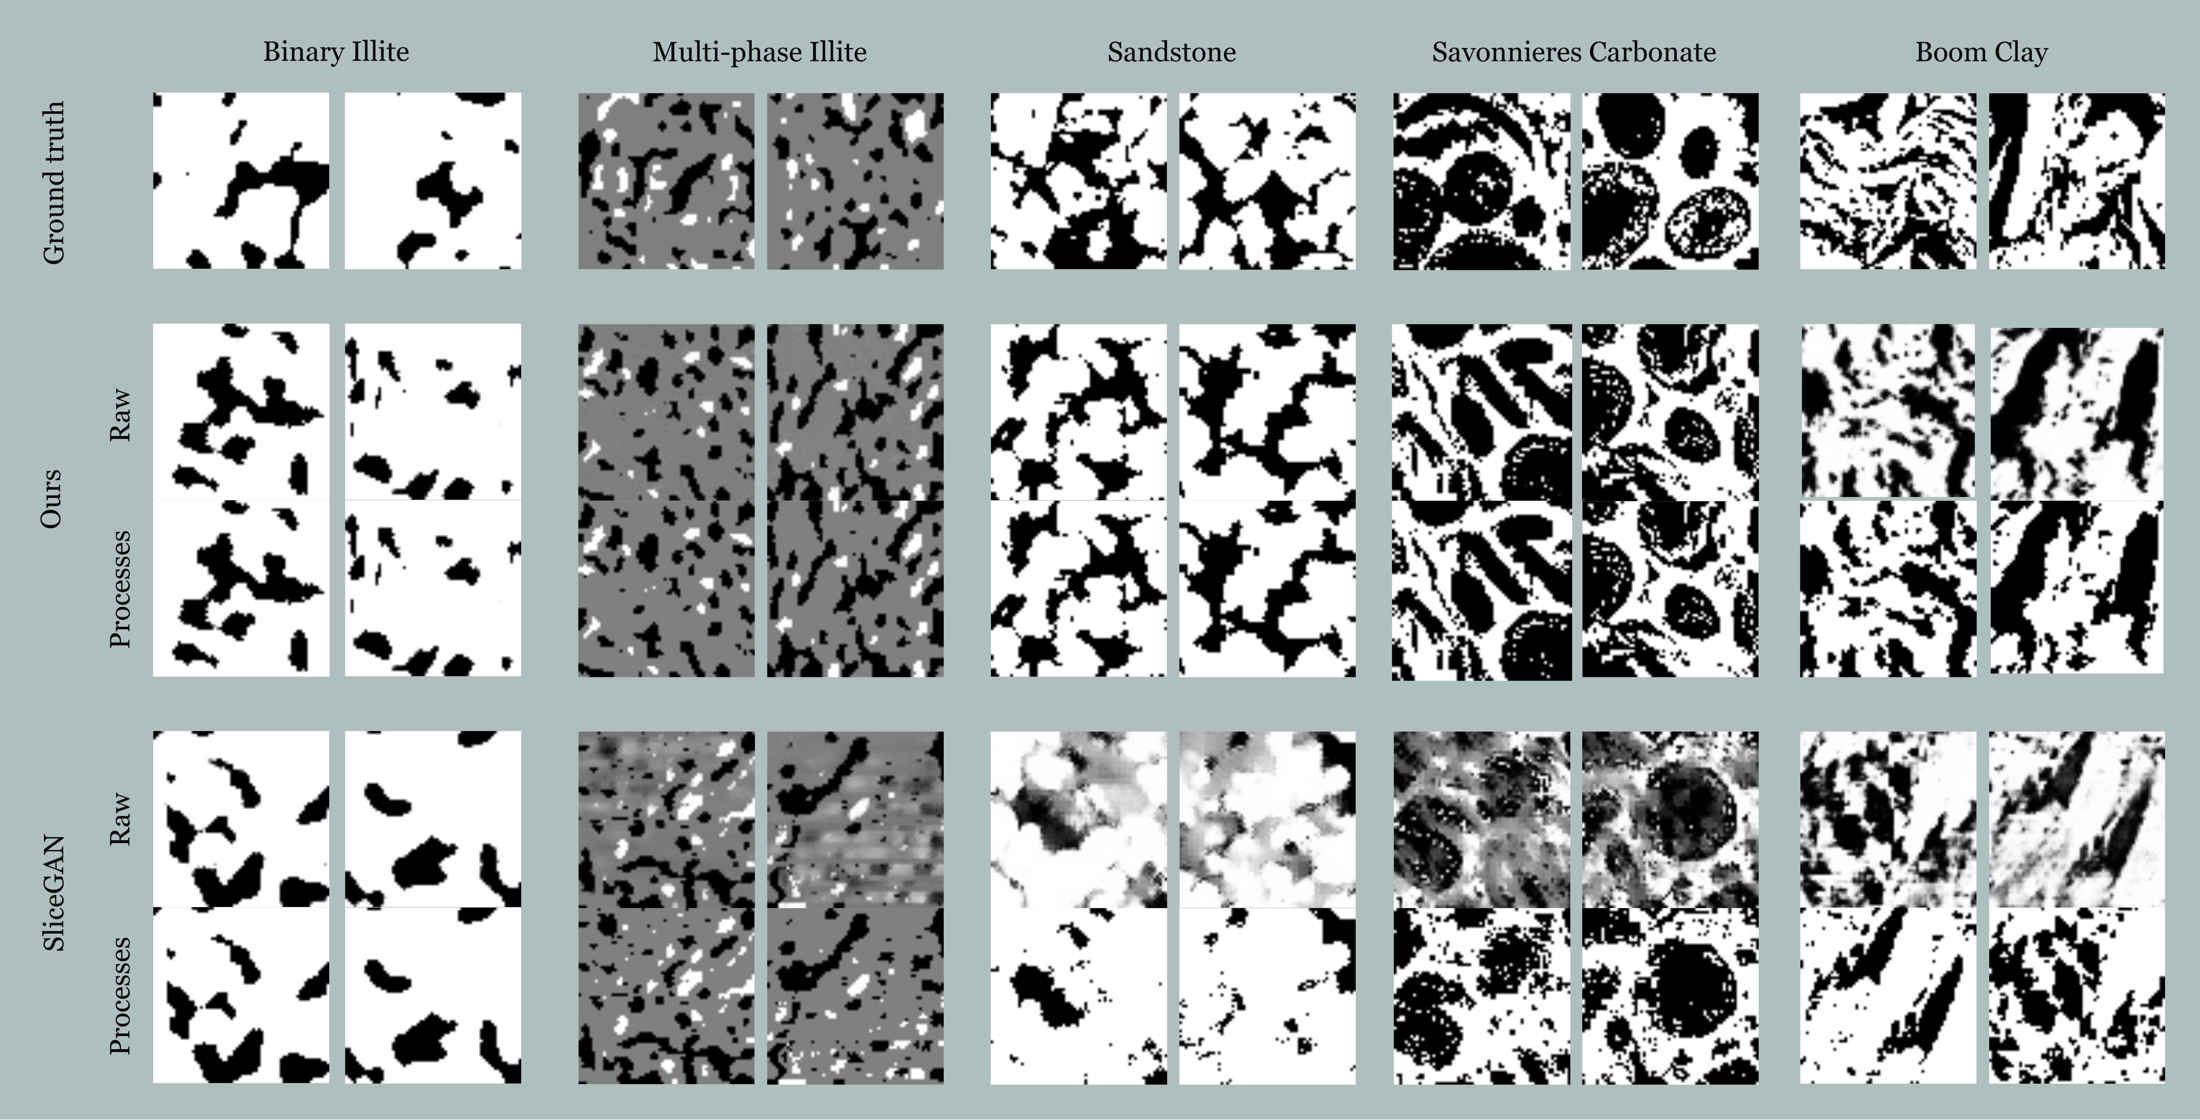 Binary Illite
Multi-phase Illite
Sandstone
Savonnieres Carbonate
Boom Clay
Ground truth
Ours
Raw
Processes
SliceGAN
Raw
Processes